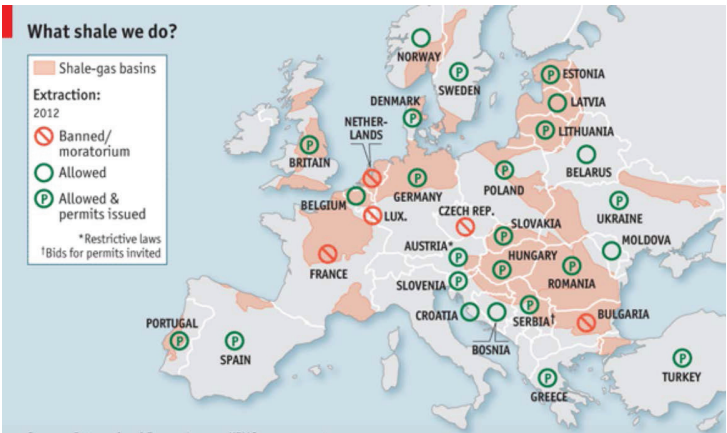 What shale we do?
Shale-gas basins
Extraction:
2012
Banned/
moratorium
Allowed
P Allowed &
permits issued
*Restrictive laws
†Bids for permits invited
NORWAY
P
SWEDEN
P
ESTONIA
LATVIA
P
LITHUANIA
DENMARK
P
NETHER-
LANDS
P
BRITAIN
BELARUS
P
GERMANY
P
POLAND
BELGIUM
LUX.
CZECH REP.
P
UKRAINE
P
SLOVAKIA
MOLDOVA
AUSTRIA*
P
HUNGARY
P
FRANCE
P
ROMANIA
SLOVENIA
P
CROATIA
BOSNIA
P
SERBIA†
BULGARIA
PORTUGAL
P
P
SPAIN
P
GREECE
P
TURKEY